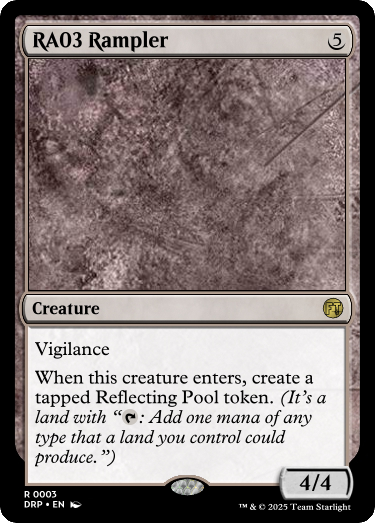 RA03 Rampler 5
Creature FT
Vigilance
When this creature enters, create a
tapped Reflecting Pool token. (It's a
land with “: Add one mana of any
type that a land you control could
produce.”)
4/4
R 0003
DRP • EN ™ & © 2025 Team Starlight